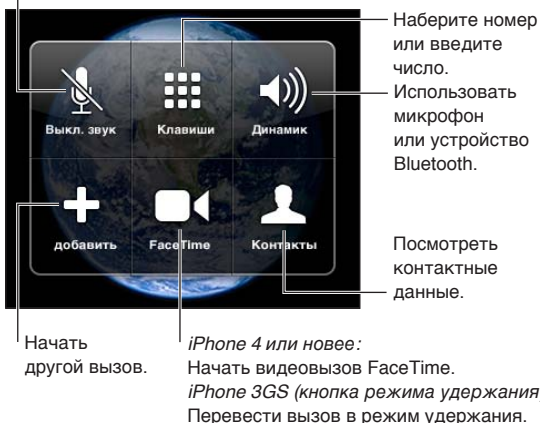 Наберите номер
или введите
число.
Использовать
микрофон
или устройство
Bluetooth.
Выкл. звук
Клавиши
Динамик
добавить
FaceTime
Контакты
Посмотреть
контактные
данные.
Начать
другой вызов.
iPhone 4 или новее:
Начать видеовызов FaceTime.
iPhone 3GS (кнопка режима удержания
Перевести вызов в режим удержания.